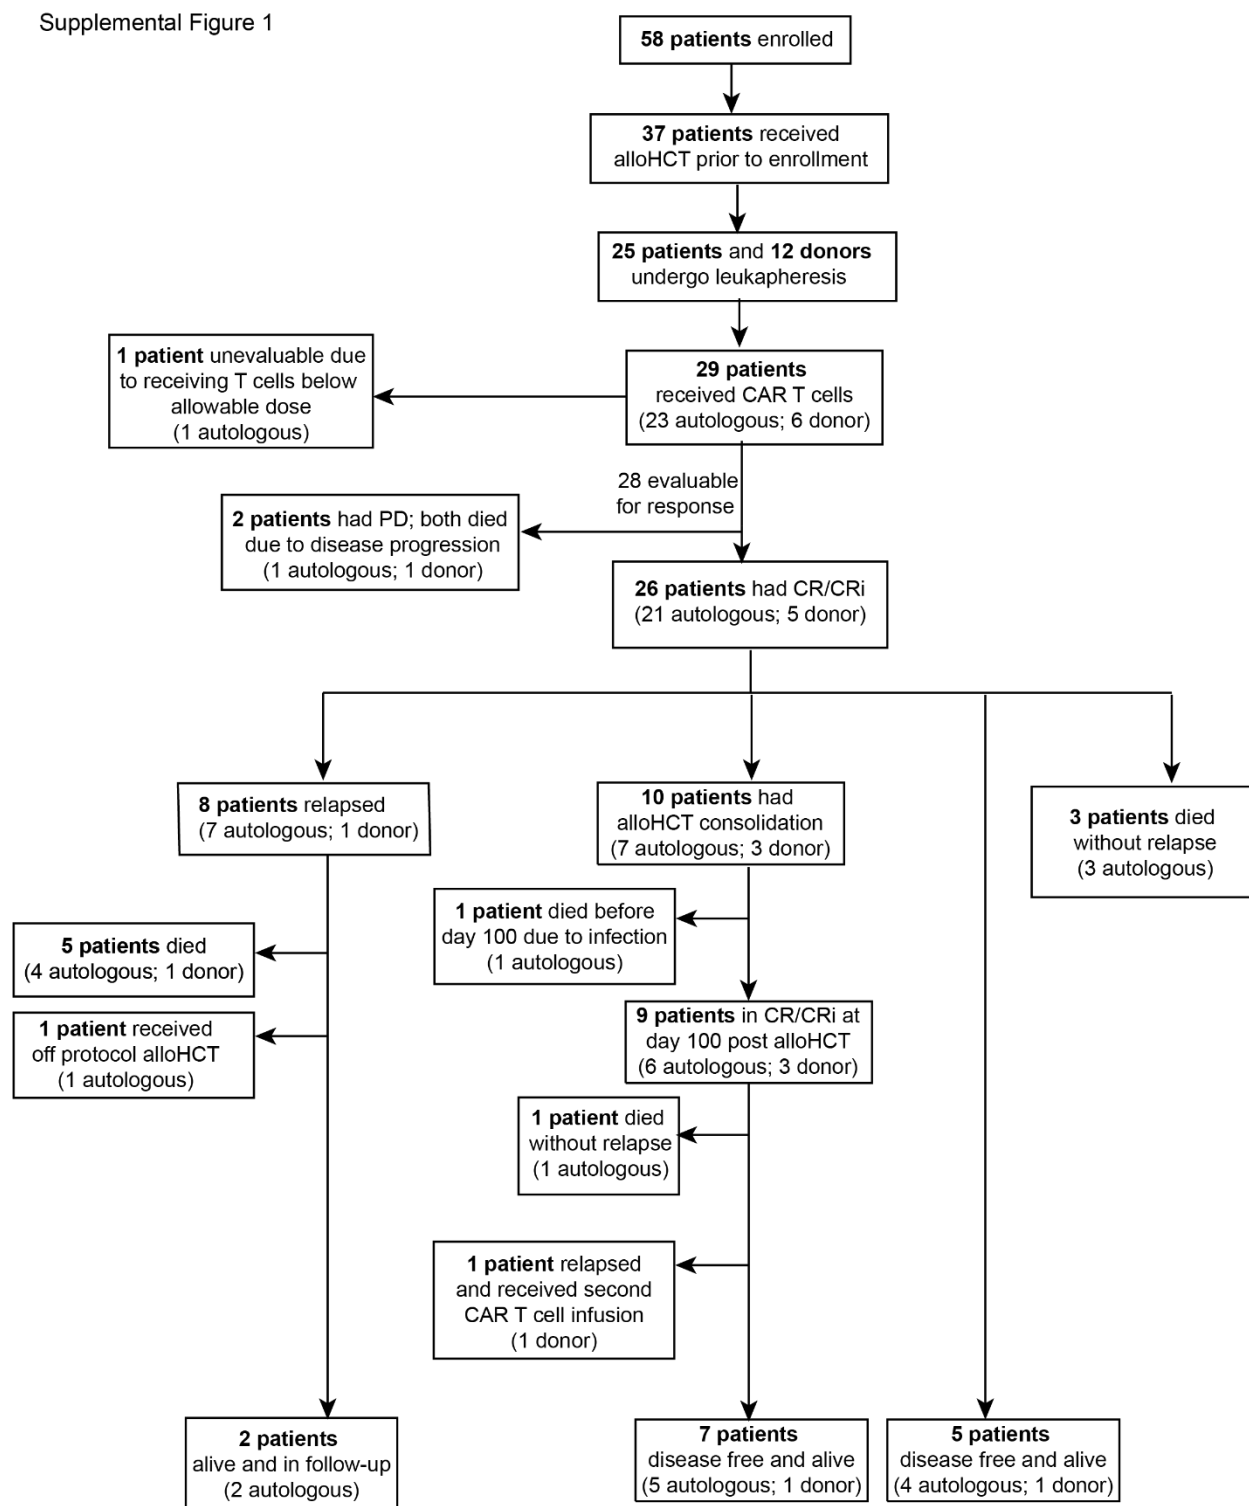 Supplemental Figure 1
58 patients enrolled
37 patients received
alloHCT prior to enrollment
25 patients and 12 donors
undergo leukapheresis
1 patient unevaluable due
to receiving T cells below
allowable dose
(1 autologous)
29 patients
received CAR T cells
(23 autologous; 6 donor)
28 evaluable
for response
2 patients had PD; both died
due to disease progression
(1 autologous; 1 donor)
26 patients had CR/CRi
(21 autologous; 5 donor)
8 patients relapsed
(7 autologous; 1 donor)
10 patients had
alloHCT consolidation
(7 autologous; 3 donor)
3 patients died
without relapse
(3 autologous)
1 patient died before
day 100 due to infection
(1 autologous)
5 patients died
(4 autologous; 1 donor)
1 patient received
off protocol alloHCT
(1 autologous)
9 patients in CR/CRi at
day 100 post alloHCT
(6 autologous; 3 donor)
1 patient died
without relapse
(1 autologous)
1 patient relapsed
and received second
CAR T cell infusion
(1 donor)
2 patients
alive and in follow-up
(2 autologous)
7 patients
disease free and alive
(5 autologous; 1 donor)
5 patients
disease free and alive
(4 autologous; 1 donor)